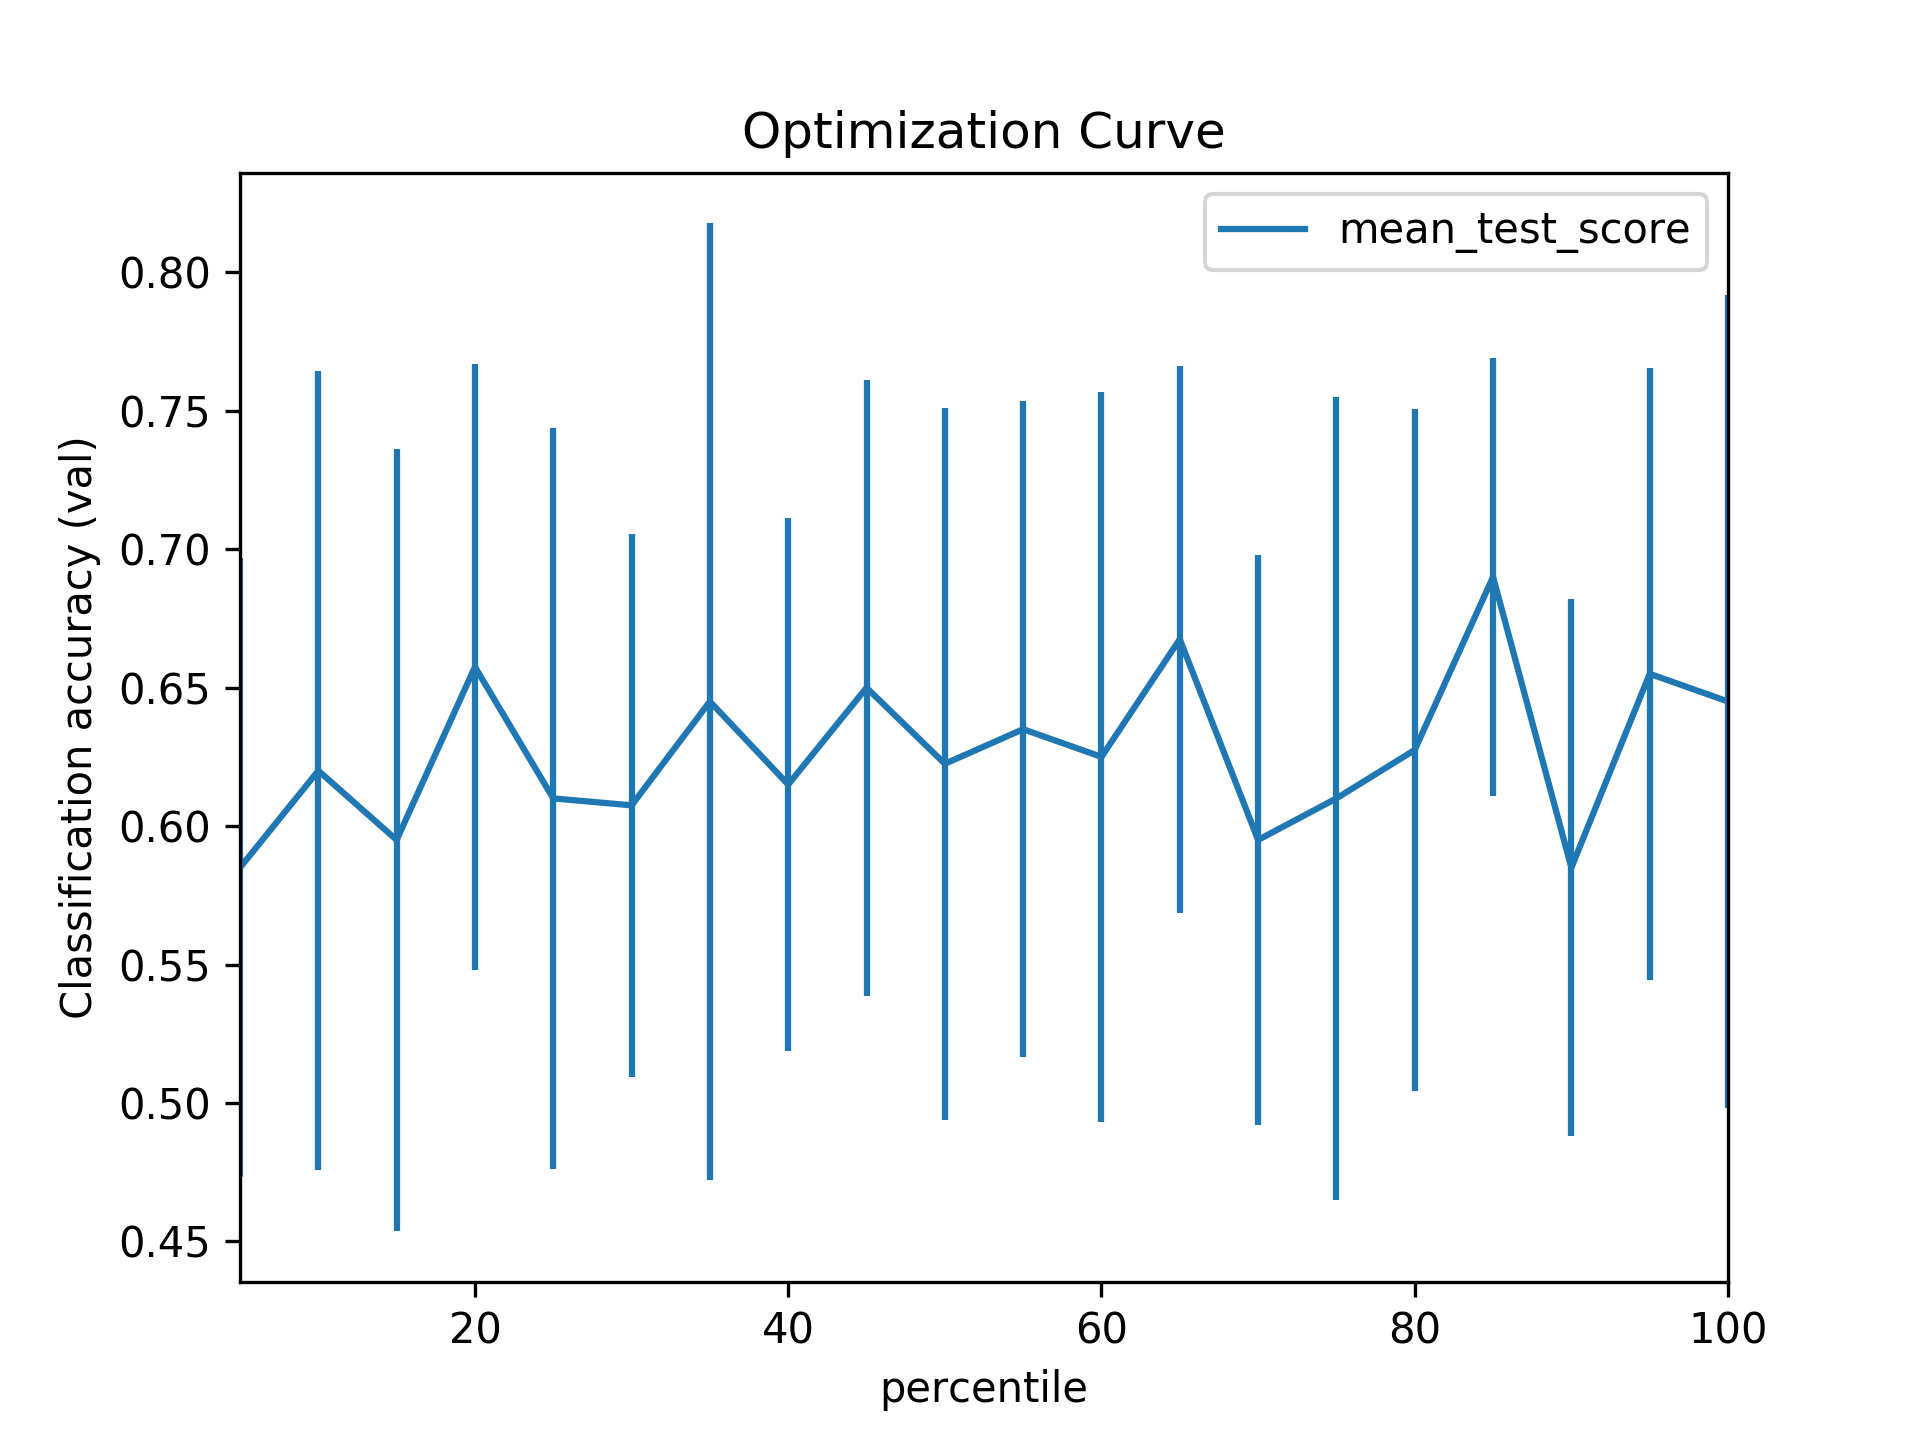 Optimization Curve
mean_test_score
Classification accuracy (val)
0.80
0.75
0.70
0.65
0.60
0.55
0.50
0.45
20 40 60 80 100
percentile